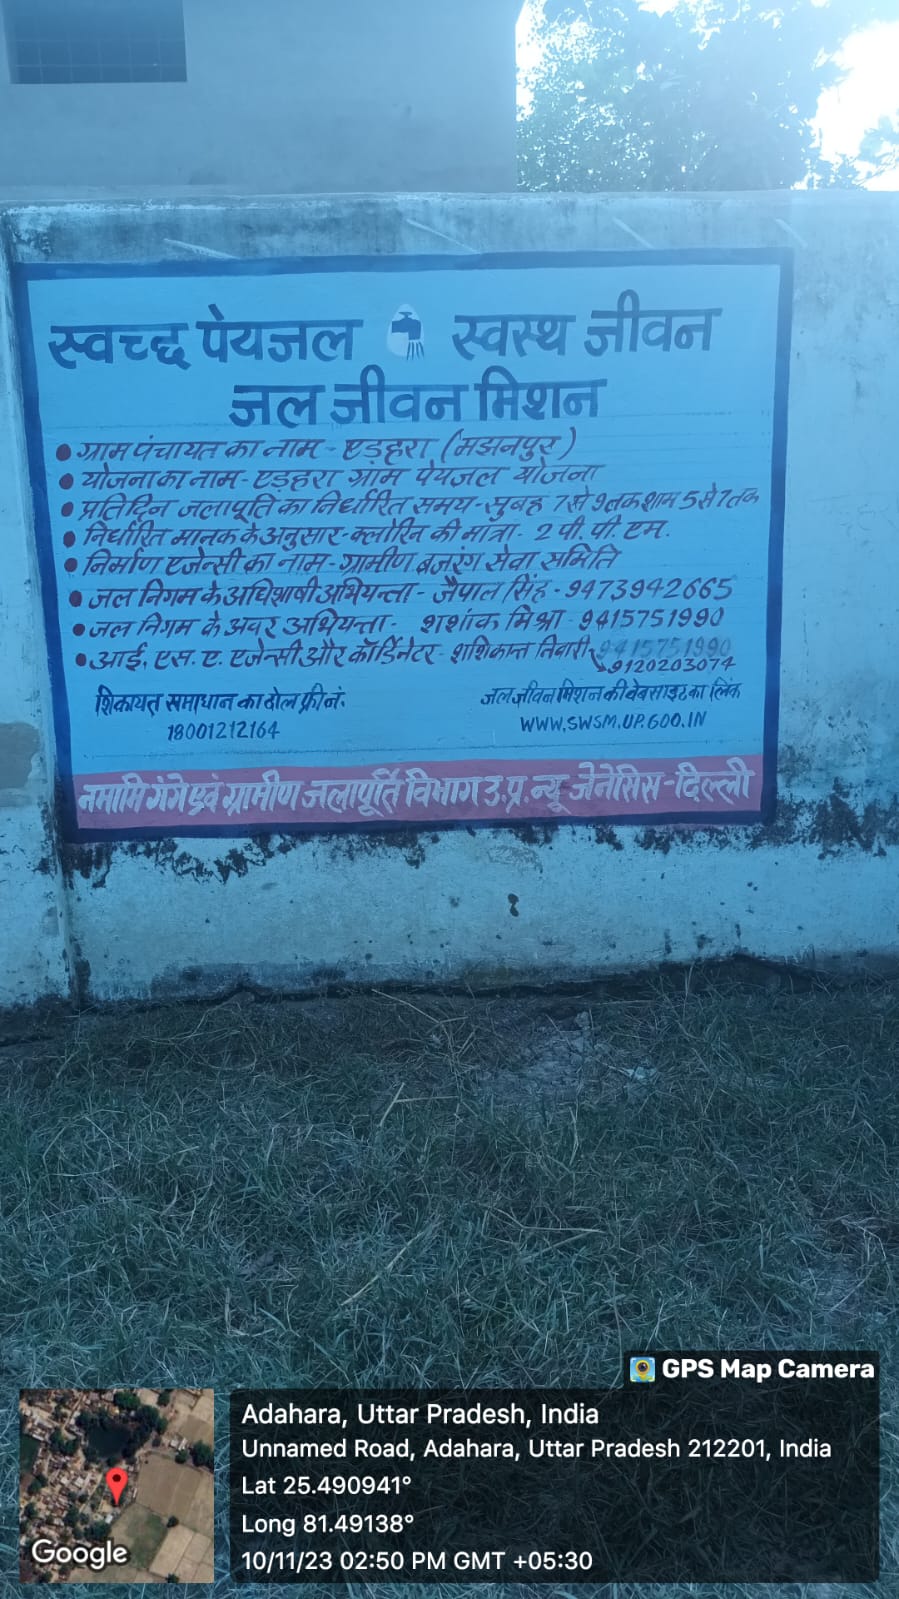 स्वच्छ पेयजल स्वस्थ जीवन
जल जीवन मिशन
• ग्राम पंचायत का नाम - एड़हरा (मझनपुर)
• योजना का नाम - एड़हरा ग्राम पेयजल योजना
• प्रतिदिन जलापूर्ति का निर्धारित समय - सुबह 7 से 9 तक शाम 5 से 7 तक
• निर्धारित मानक के अनुसार - क्लोरिन की मात्रा - 2 पी. पी. एम.
• निर्माण एजेन्सी का नाम - ग्रामीण बजरंग सेवा समिति
• जल निगम के अधिशाषी अभियन्ता - जैपाल सिंह - 9473942665
• जल निगम के अवर अभियन्ता - शशांक मिश्रा - 9415751990
• आई. एस. ए. एजेन्सी और कॉर्डिनेटर - शशिकान्त तिवारी 9415751990
9120203074
शिकायत समाधान का टोल फ्री नं.
18001212164
जल जीवन मिशन की वेबसाइट का लिंक
WWW.SWSM.UP.GOO.IN
नमामि गंगे एवं ग्रामीण जलापूर्ति विभाग उ.प्र. न्यू जेनेसिस - दिल्ली
GPS Map Camera
Adahara, Uttar Pradesh, India
Unnamed Road, Adahara, Uttar Pradesh 212201, India
Lat 25.490941°
Long 81.49138°
10/11/23 02:50 PM GMT +05:30
Google